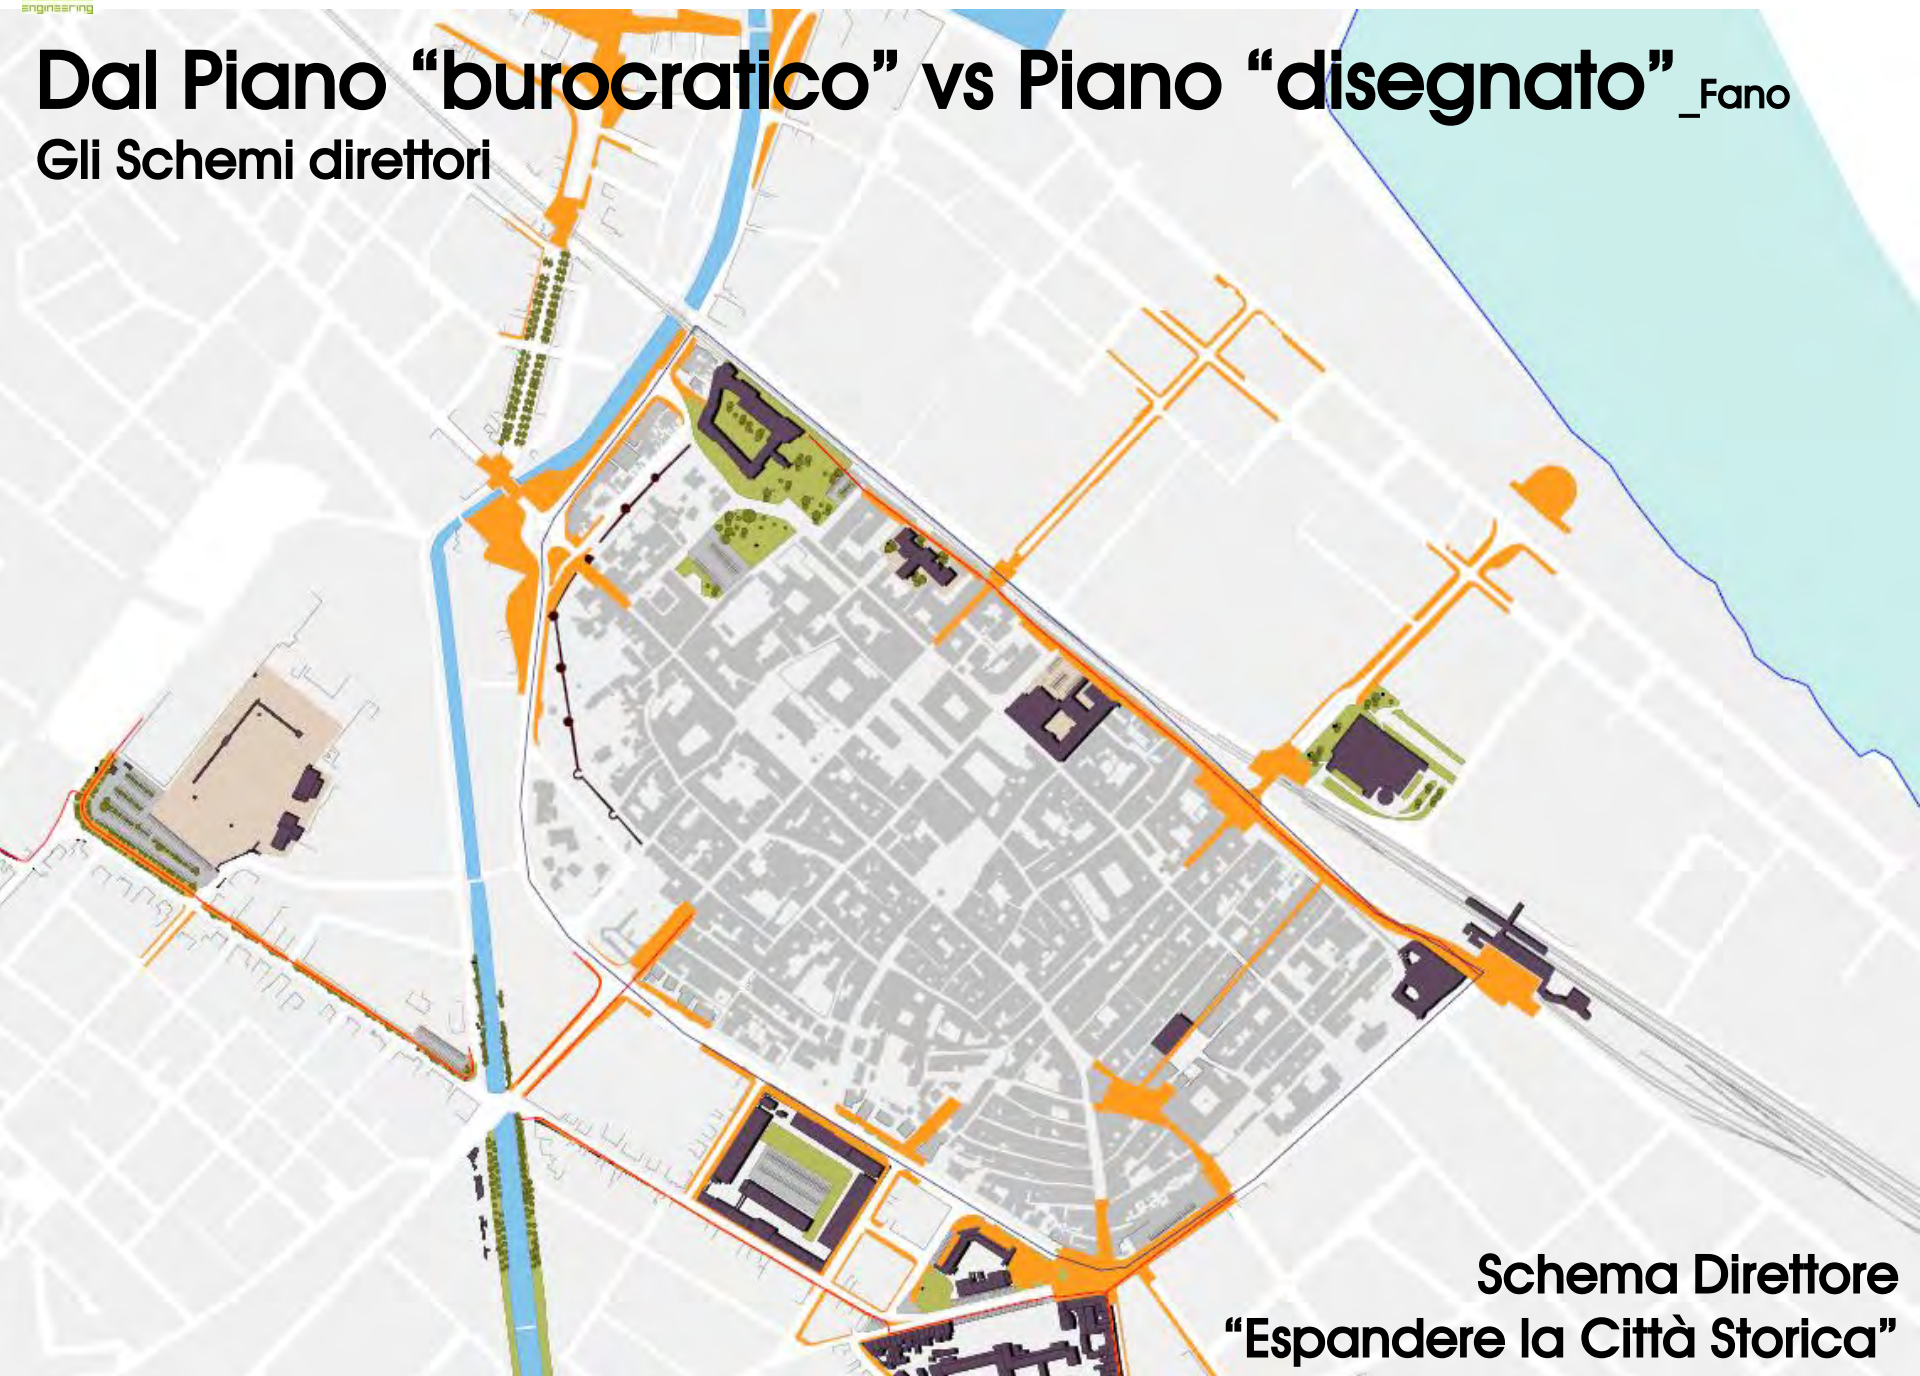 engineering
Dal Piano “burocratico” vs Piano “disegnato”_Fano
Gli Schemi direttori
Schema Direttore
“Espandere la Città Storica”